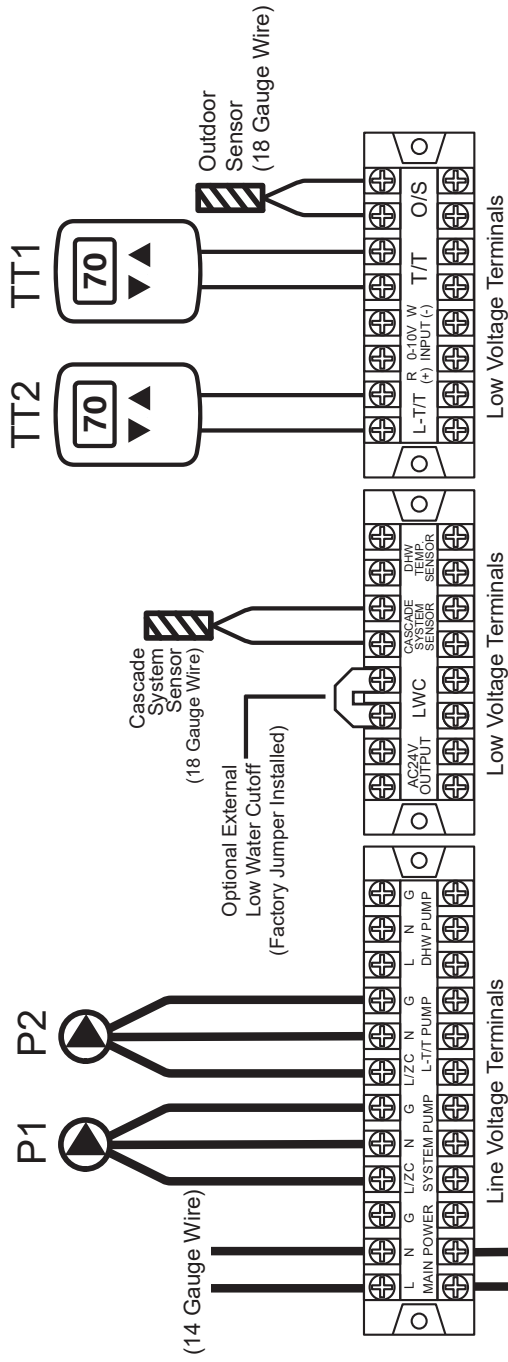 TT2
TT1
70
70
Outdoor
Sensor
(18 Gauge Wire)
P1
P2
Cascade
System
Sensor
(18 Gauge Wire)
Optional External
Low Water Cutoff
(Factory Jumper Installed)
(14 Gauge Wire)
L N G
MAIN POWER
L/ZC N G
SYSTEM PUMP
L/ZC N G
L-T/T PUMP
L N G
DHW PUMP
Line Voltage Terminals
AC24V
OUTPUT
LWC
CASCADE
SYSTEM
SENSOR
DHW
TEMP.
SENSOR
Low Voltage Terminals
L-T/T
R 0-10V W
(+) INPUT (-)
T/T
O/S
Low Voltage Terminals